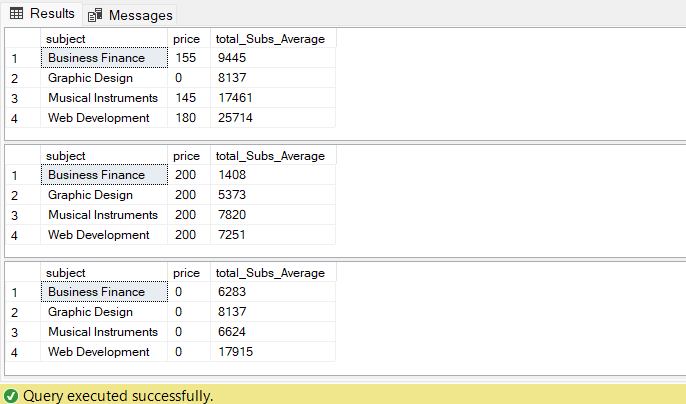 Results Messages
subject price total_Subs_Average
1 Business Finance 155 9445
2 Graphic Design 0 8137
3 Musical Instruments 145 17461
4 Web Development 180 25714
subject price total_Subs_Average
1 Business Finance 200 1408
2 Graphic Design 200 5373
3 Musical Instruments 200 7820
4 Web Development 200 7251
subject price total_Subs_Average
1 Business Finance 0 6283
2 Graphic Design 0 8137
3 Musical Instruments 0 6624
4 Web Development 0 17915
Query executed successfully.